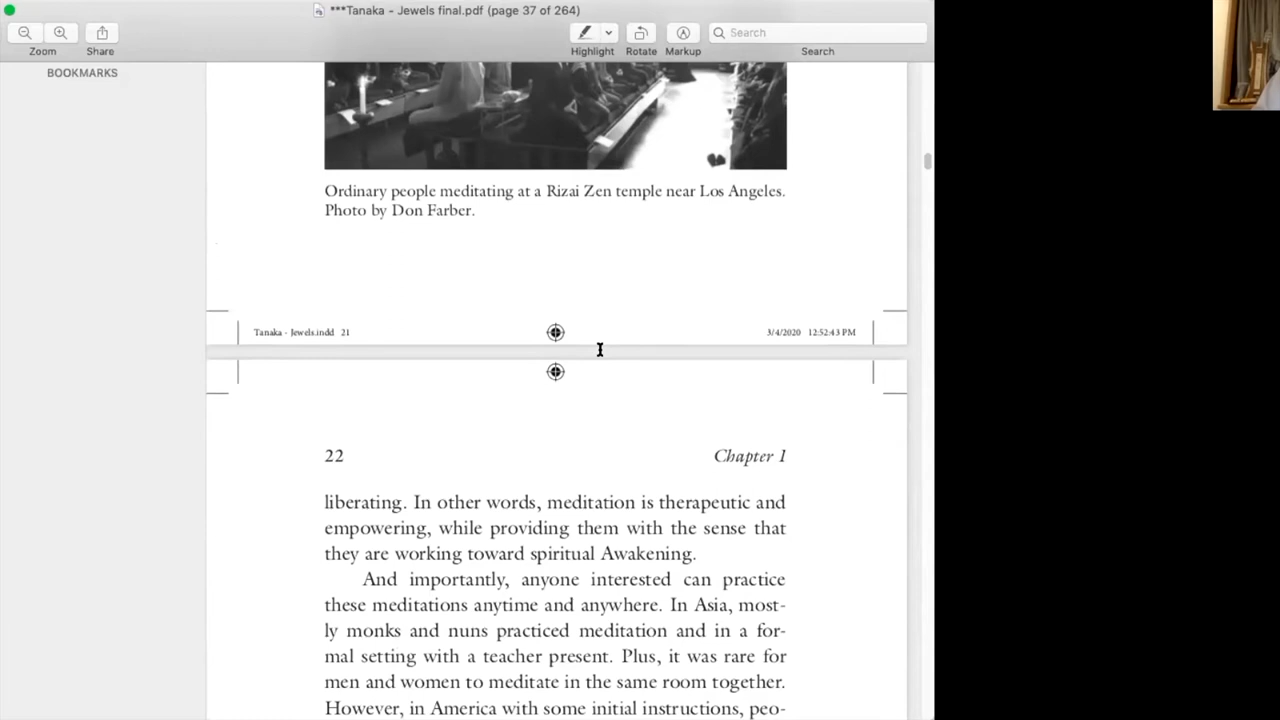 ***Tanaka - Jewels final.pdf (page 37 of 264)
Zoom
Share
Highlight
Rotate
Markup
Search
Search
BOOKMARKS
Ordinary people meditating at a Rizai Zen temple near Los Angeles.
Photo by Don Farber.
Tanaka - Jewels.indd 21
3/4/2020 12:52:43 PM
22
Chapter 1
liberating. In other words, meditation is therapeutic and
empowering, while providing them with the sense that
they are working toward spiritual Awakening.
And importantly, anyone interested can practice
these meditations anytime and anywhere. In Asia, most-
ly monks and nuns practiced meditation and in a for-
mal setting with a teacher present. Plus, it was rare for
men and women to meditate in the same room together.
However, in America with some initial instructions, peo-